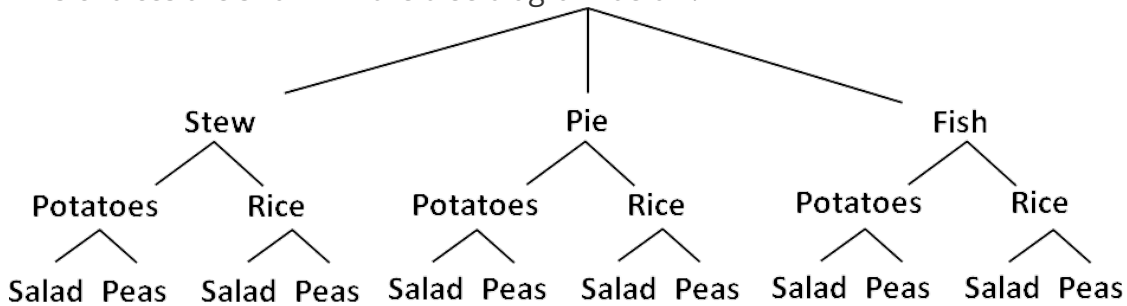 Stew Pie Fish
Potatoes Rice Potatoes Rice Potatoes Rice
Salad Peas Salad Peas Salad Peas Salad Peas Salad Peas Salad Peas